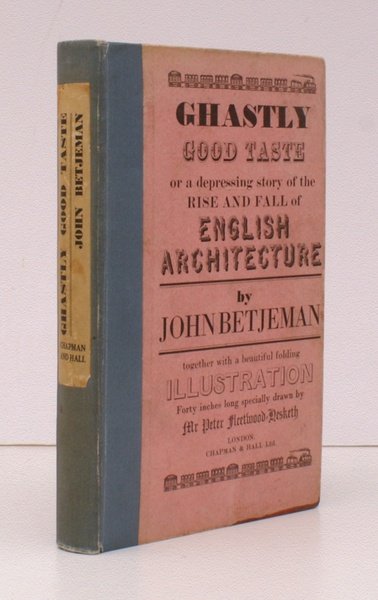 GHASTLY GOOD TASTE
JOHN BETJEMAN
CHAPMAN
AND HALL
GHASTLY
GOOD TASTE
or a depressing story of the
RISE AND FALL of
ENGLISH
ARCHITECTURE
by
JOHN BETJEMAN
together with a beautiful folding
ILLUSTRATION
Forty inches long specially drawn by
Mr Peter Fleetwood-Hesketh
LONDON.
CHAPMAN & HALL Ltd.